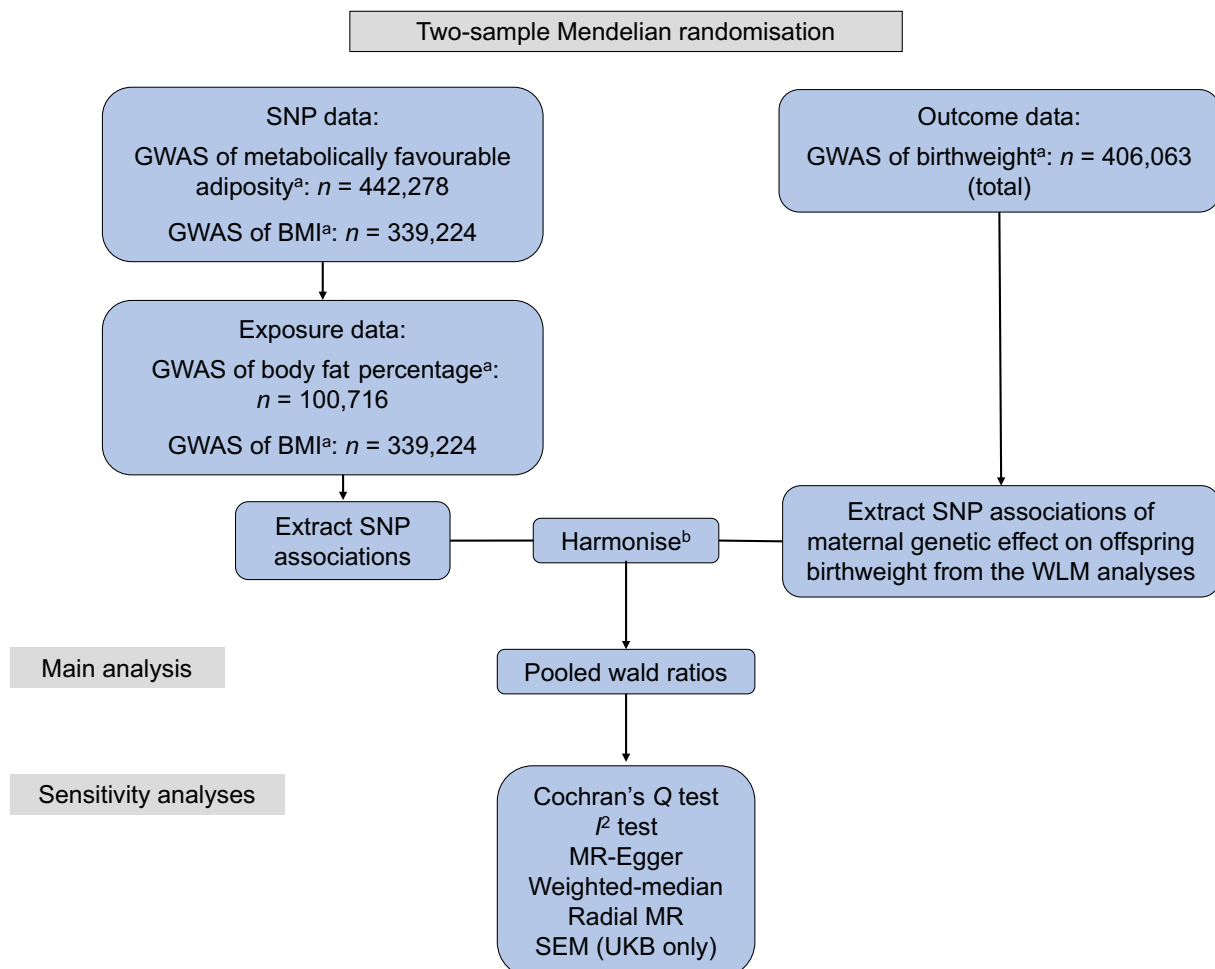 Two-sample Mendelian randomisation
SNP data:
GWAS of metabolically favourable
adiposityᵃ: n = 442,278
GWAS of BMIᵃ: n = 339,224
Outcome data:
GWAS of birthweightᵃ: n = 406,063
(total)
Exposure data:
GWAS of body fat percentageᵃ:
n = 100,716
GWAS of BMIᵃ: n = 339,224
Extract SNP
associations
Harmoniseᵇ
Extract SNP associations of
maternal genetic effect on offspring
birthweight from the WLM analyses
Main analysis
Pooled wald ratios
Sensitivity analyses
Cochran’s Q test
I² test
MR-Egger
Weighted-median
Radial MR
SEM (UKB only)